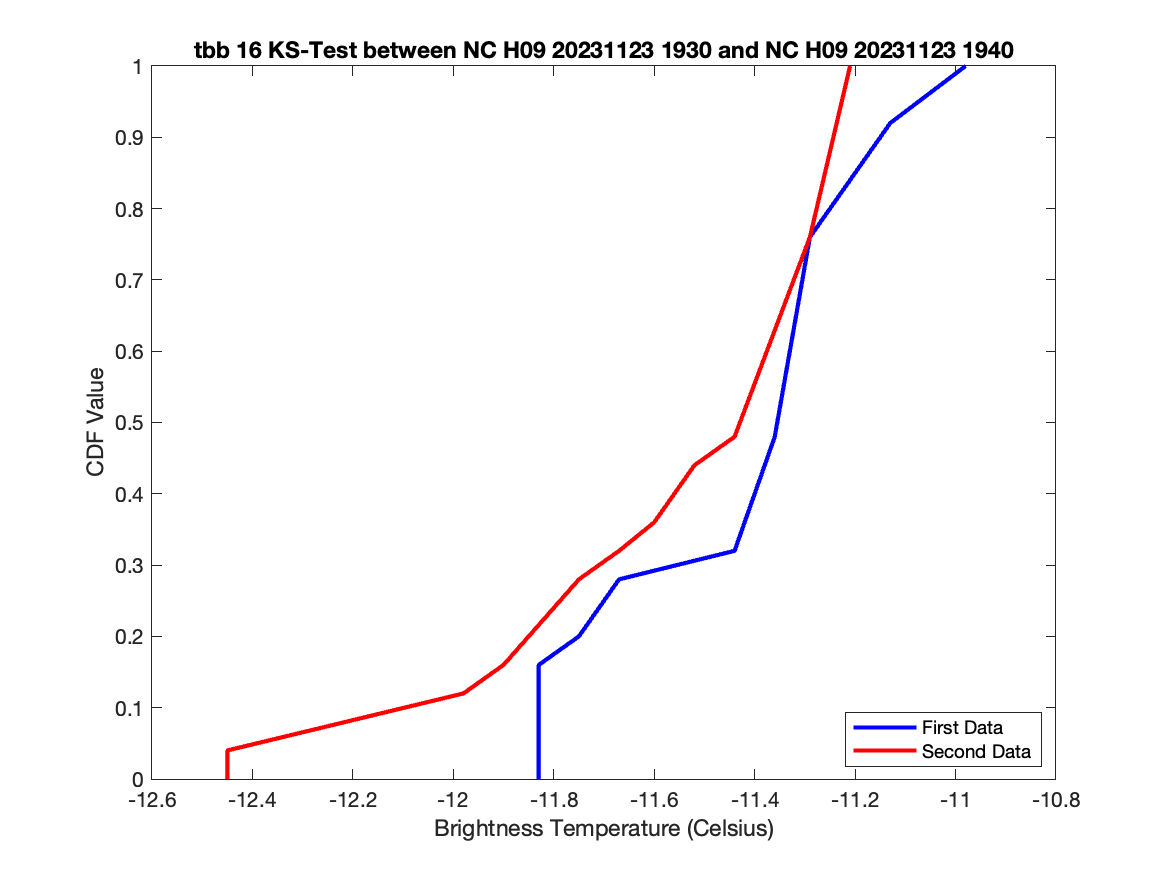 tbb 16 KS-Test between NC H09 20231123 1930 and NC H09 20231123 1940
1
0.9
0.8
0.7
0.6
0.5
0.4
0.3
0.2
0.1
0
CDF Value
-12.6 -12.4 -12.2 -12 -11.8 -11.6 -11.4 -11.2 -11 -10.8
Brightness Temperature (Celsius)
First Data
Second Data